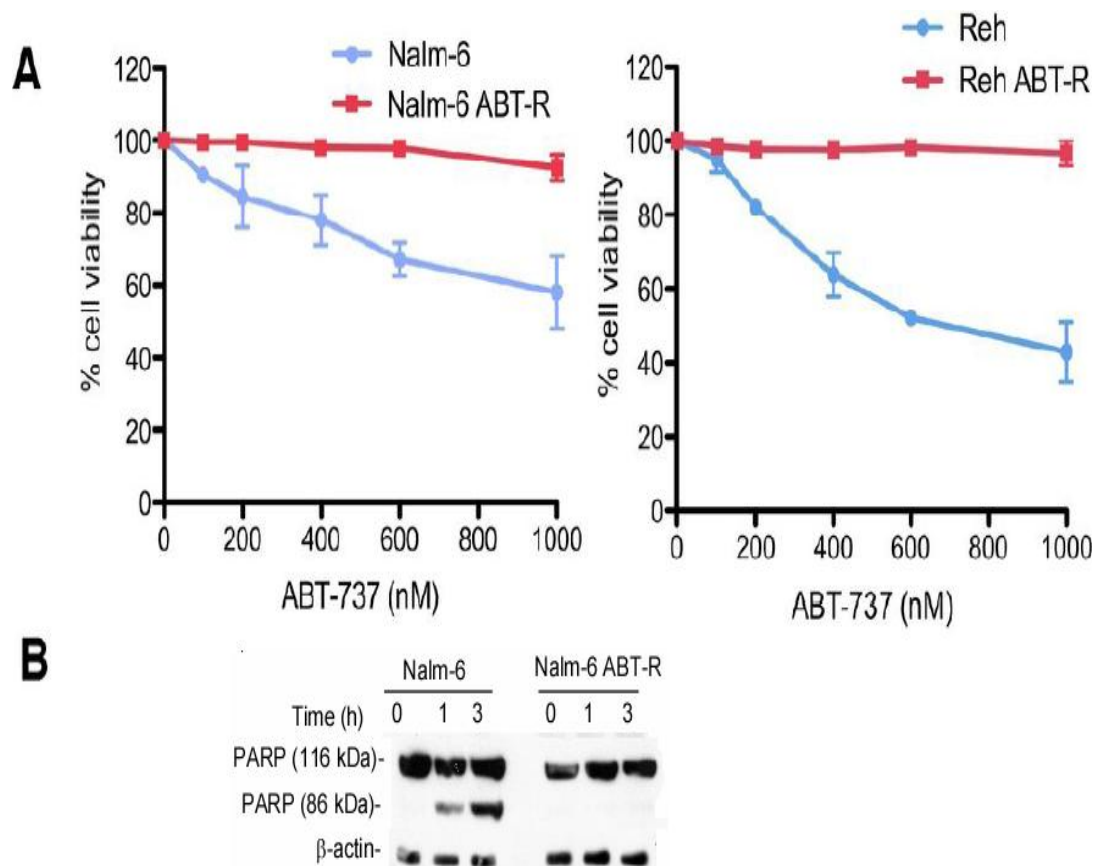 A
Nalm-6
Nalm-6 ABT-R
120
100
80
60
40
20
0
% cell viability
0 200 400 600 800 1000
ABT-737 (nM)
Reh
Reh ABT-R
120
100
80
60
40
20
0
% cell viability
0 200 400 600 800 1000
ABT-737 (nM)
B
Nalm-6 Nalm-6 ABT-R
Time (h) 0 1 3 0 1 3
PARP (116 kDa)-
PARP (86 kDa)-
β-actin-